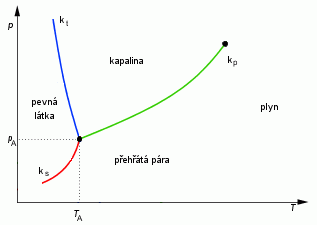 p
k_t
kapalina
k_p
pevná
látka
plyn
p_A
přehřátá pára
k_s
T_A
T